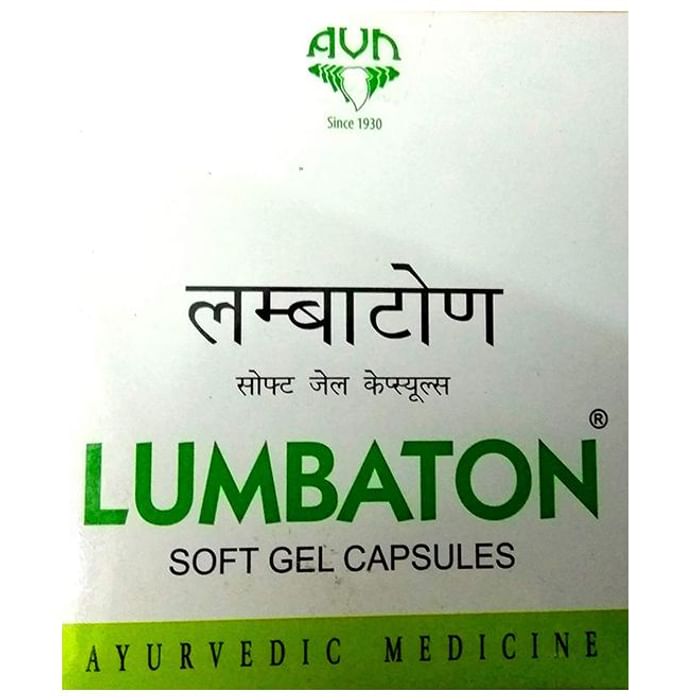 AVN
Since 1930
लम्बाटोण
सोफ्ट जेल केप्स्यूल्स
LUMBATON®
SOFT GEL CAPSULES
AYURVEDIC MEDICINE